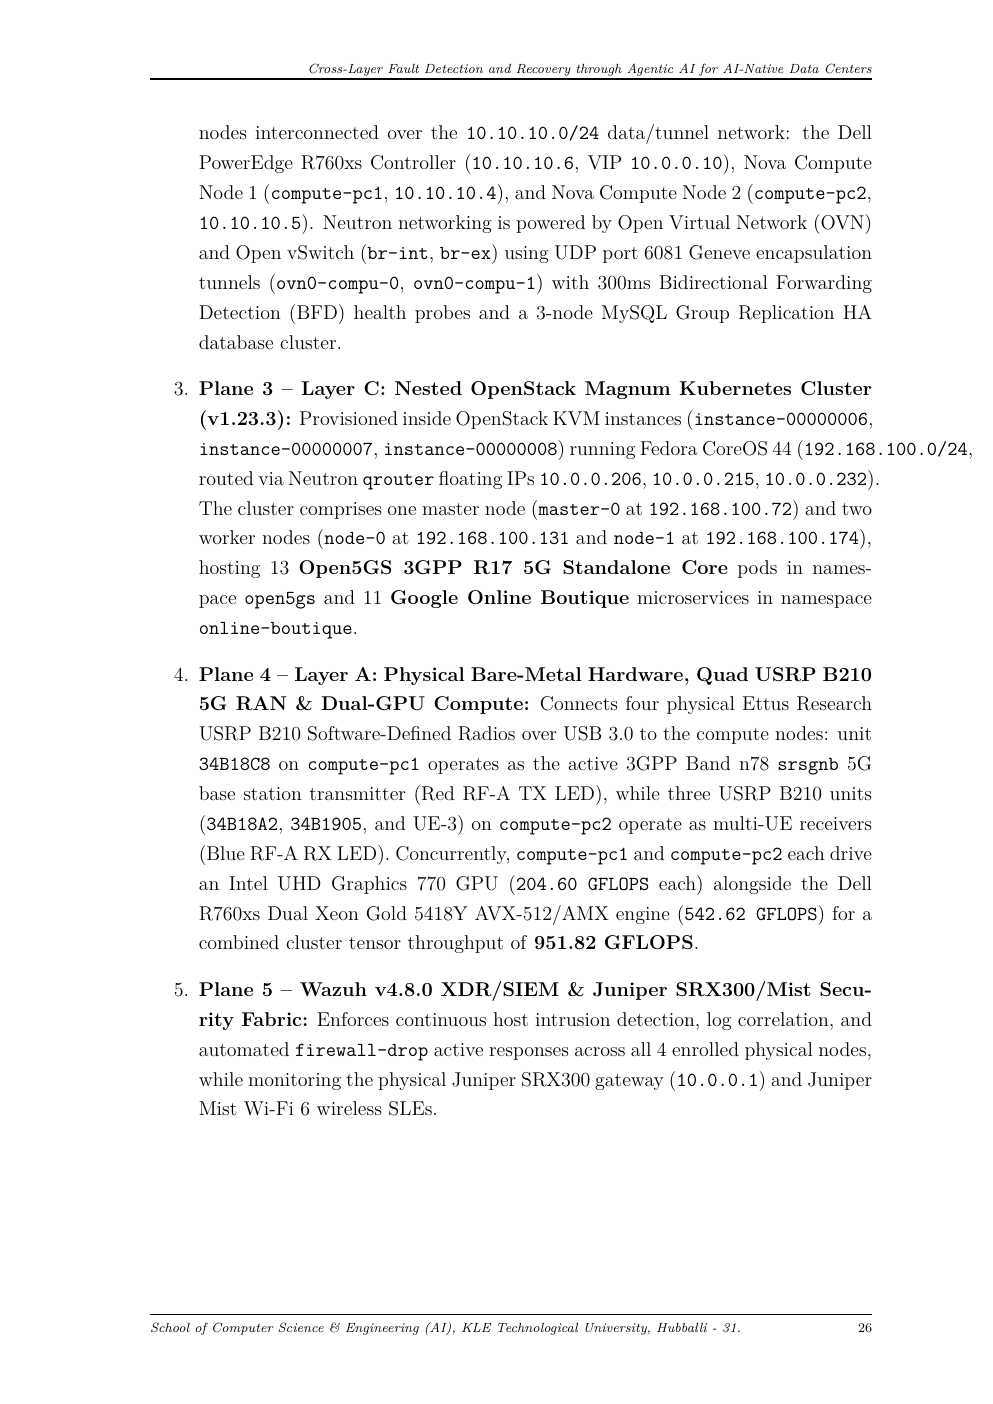 Cross-Layer Fault Detection and Recovery through Agentic AI for AI-Native Data Centers
nodes interconnected over the 10.10.10.0/24 data/tunnel network: the Dell
PowerEdge R760xs Controller (10.10.10.6, VIP 10.0.0.10), Nova Compute
Node 1 (compute-pc1, 10.10.10.4), and Nova Compute Node 2 (compute-pc2,
10.10.10.5). Neutron networking is powered by Open Virtual Network (OVN)
and Open vSwitch (br-int, br-ex) using UDP port 6081 Geneve encapsulation
tunnels (ovn0-compu-0, ovn0-compu-1) with 300ms Bidirectional Forwarding
Detection (BFD) health probes and a 3-node MySQL Group Replication HA
database cluster.
3. Plane 3 – Layer C: Nested OpenStack Magnum Kubernetes Cluster
(v1.23.3): Provisioned inside OpenStack KVM instances (instance-00000006,
instance-00000007, instance-00000008) running Fedora CoreOS 44 (192.168.100.0/24,
routed via Neutron qrouter floating IPs 10.0.0.206, 10.0.0.215, 10.0.0.232).
The cluster comprises one master node (master-0 at 192.168.100.72) and two
worker nodes (node-0 at 192.168.100.131 and node-1 at 192.168.100.174),
hosting 13 Open5GS 3GPP R17 5G Standalone Core pods in names-
pace open5gs and 11 Google Online Boutique microservices in namespace
online-boutique.
4. Plane 4 – Layer A: Physical Bare-Metal Hardware, Quad USRP B210
5G RAN & Dual-GPU Compute: Connects four physical Ettus Research
USRP B210 Software-Defined Radios over USB 3.0 to the compute nodes: unit
34B18C8 on compute-pc1 operates as the active 3GPP Band n78 srsgnb 5G
base station transmitter (Red RF-A TX LED), while three USRP B210 units
(34B18A2, 34B1905, and UE-3) on compute-pc2 operate as multi-UE receivers
(Blue RF-A RX LED). Concurrently, compute-pc1 and compute-pc2 each drive
an Intel UHD Graphics 770 GPU (204.60 GFLOPS each) alongside the Dell
R760xs Dual Xeon Gold 5418Y AVX-512/AMX engine (542.62 GFLOPS) for a
combined cluster tensor throughput of 951.82 GFLOPS.
5. Plane 5 – Wazuh v4.8.0 XDR/SIEM & Juniper SRX300/Mist Secu-
rity Fabric: Enforces continuous host intrusion detection, log correlation, and
automated firewall-drop active responses across all 4 enrolled physical nodes,
while monitoring the physical Juniper SRX300 gateway (10.0.0.1) and Juniper
Mist Wi-Fi 6 wireless SLEs.
School of Computer Science & Engineering (AI), KLE Technological University, Hubballi - 31. 26